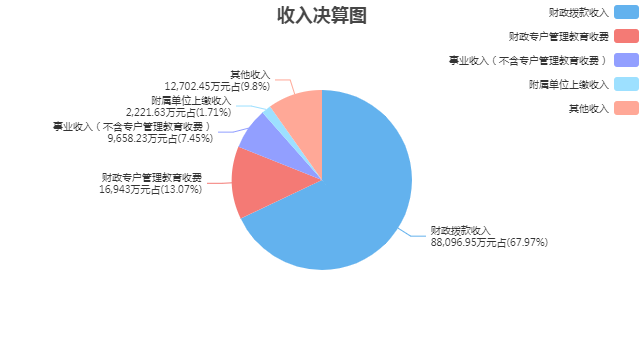 收入决算图
财政拨款收入
财政专户管理教育收费
事业收入（不含专户管理教育收费）
附属单位上缴收入
其他收入
其他收入
12,702.45万元占(9.8%)
附属单位上缴收入
2,221.63万元占(1.71%)
事业收入（不含专户管理教育收费）
9,658.23万元占(7.45%)
财政专户管理教育收费
16,943万元占(13.07%)
财政拨款收入
88,096.95万元占(67.97%)